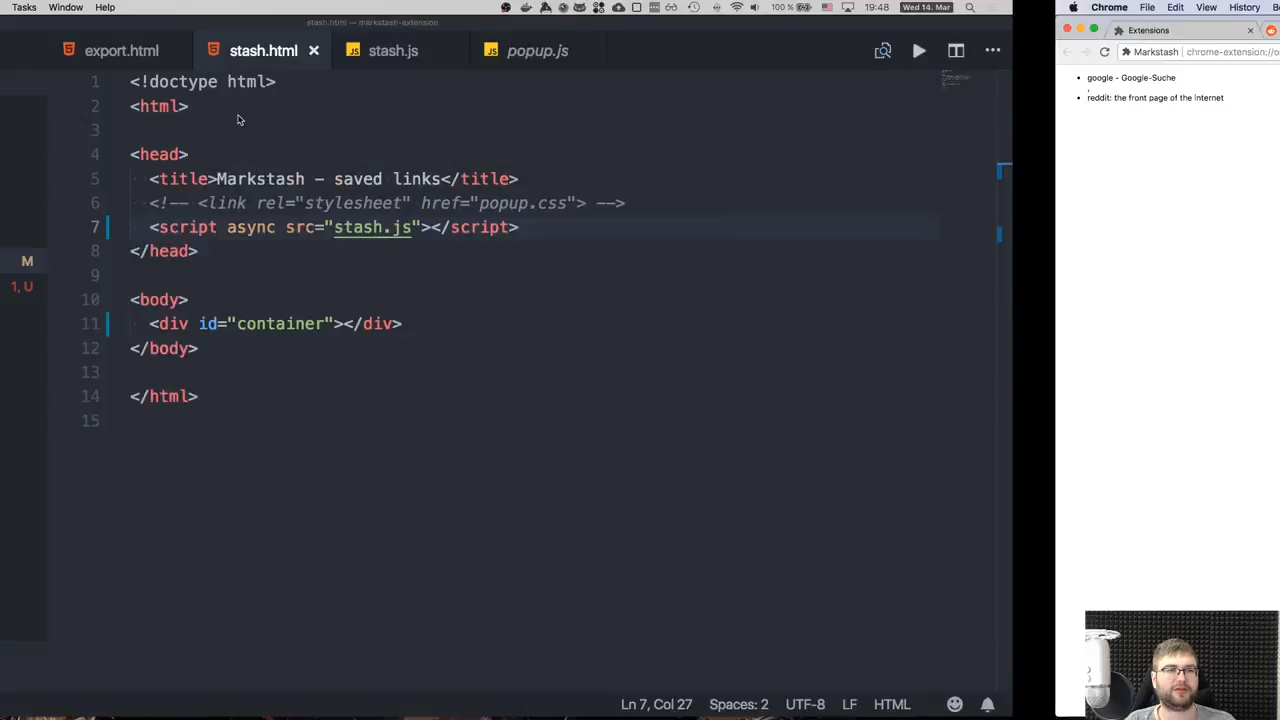 Tasks Window Help 100 % Wed 14. Mar 19:48
stash.html — markstash-extension
export.html stash.html stash.js popup.js
1 <!doctype html>
2 <html>
3
4 <head>
5 <title>Markstash – saved links</title>
6 <!-- <link rel="stylesheet" href="popup.css"> -->
7 <script async src="stash.js"></script>
8 </head>
9
10 <body>
11 <div id="container"></div>
12 </body>
13
14 </html>
15
M
1, U
Ln 7, Col 27 Spaces: 2 UTF-8 LF HTML
Chrome File Edit View History
Extensions
Markstash chrome-extension://
• google - Google-Suche
,
• reddit: the front page of the internet